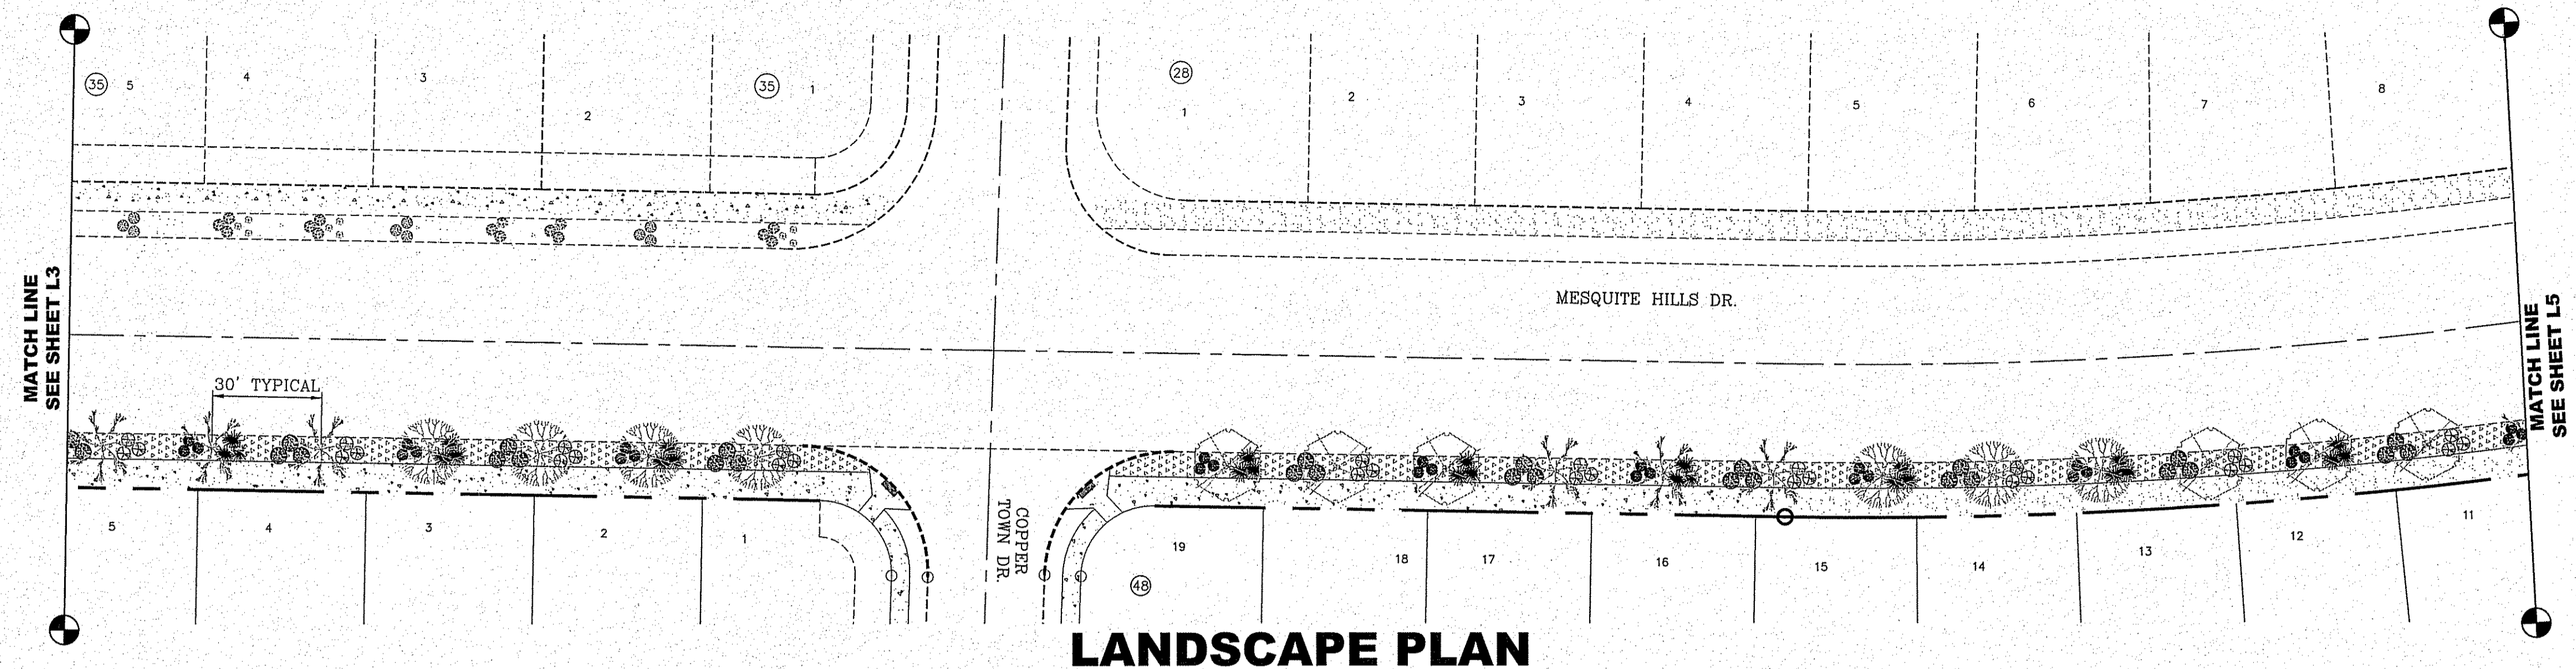 35 5 4 3 2 35 1
28 1 2 3 4 5 6 7 8
MATCH LINE
SEE SHEET L3
MESQUITE HILLS DR.
MATCH LINE
SEE SHEET L5
30' TYPICAL
COPPER
TOWN DR.
5 4 3 2 1
19 18 17 16 15 14 13 12 11
48
LANDSCAPE PLAN